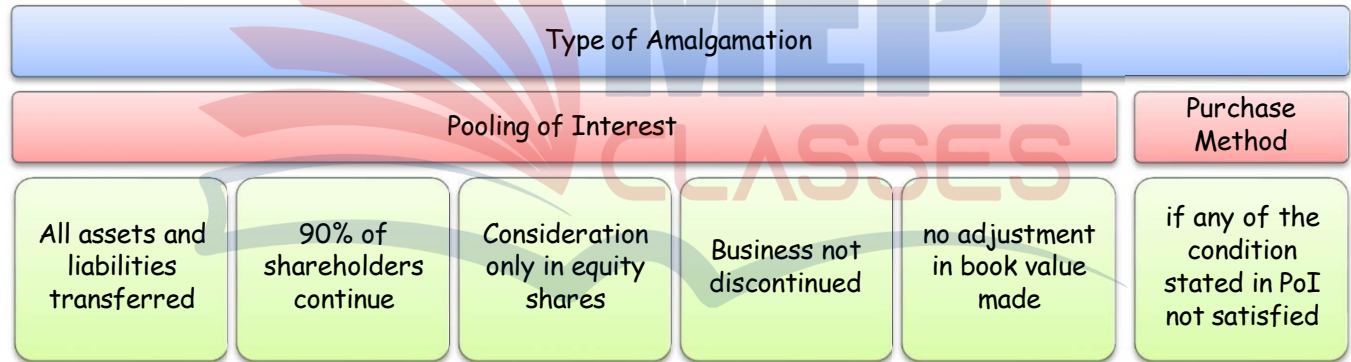 MEPL
CLASSES
Type of Amalgamation
Pooling of Interest
Purchase
Method
All assets and
liabilities
transferred
90% of
shareholders
continue
Consideration
only in equity
shares
Business not
discontinued
no adjustment
in book value
made
if any of the
condition
stated in PoI
not satisfied